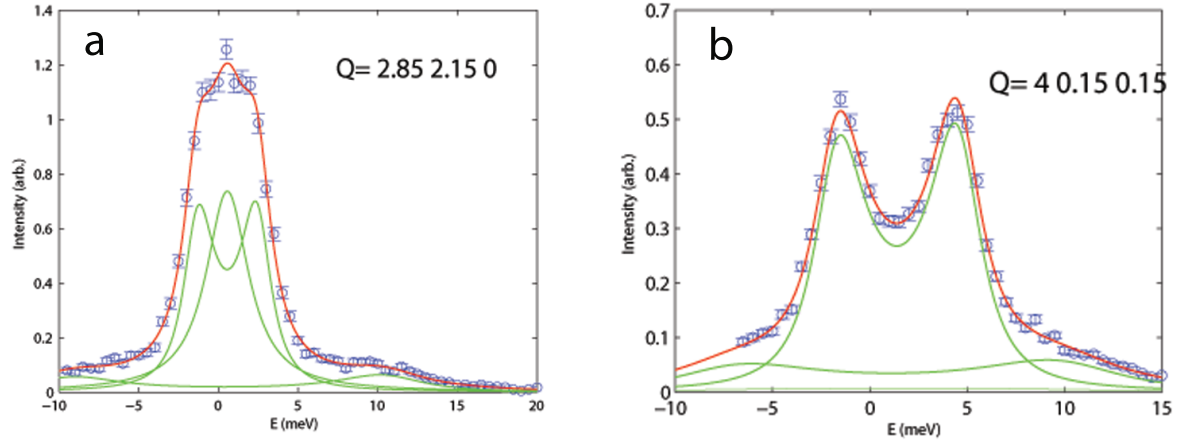 a
Q= 2.85 2.15 0
1.4
1.2
1
0.8
0.6
0.4
0.2
0
Intensity (arb.)
−10 −5 0 5 10 15 20
E (meV)
b
Q= 4 0.15 0.15
0.7
0.6
0.5
0.4
0.3
0.2
0.1
0
Intensity (arb.)
−10 −5 0 5 10 15
E (meV)